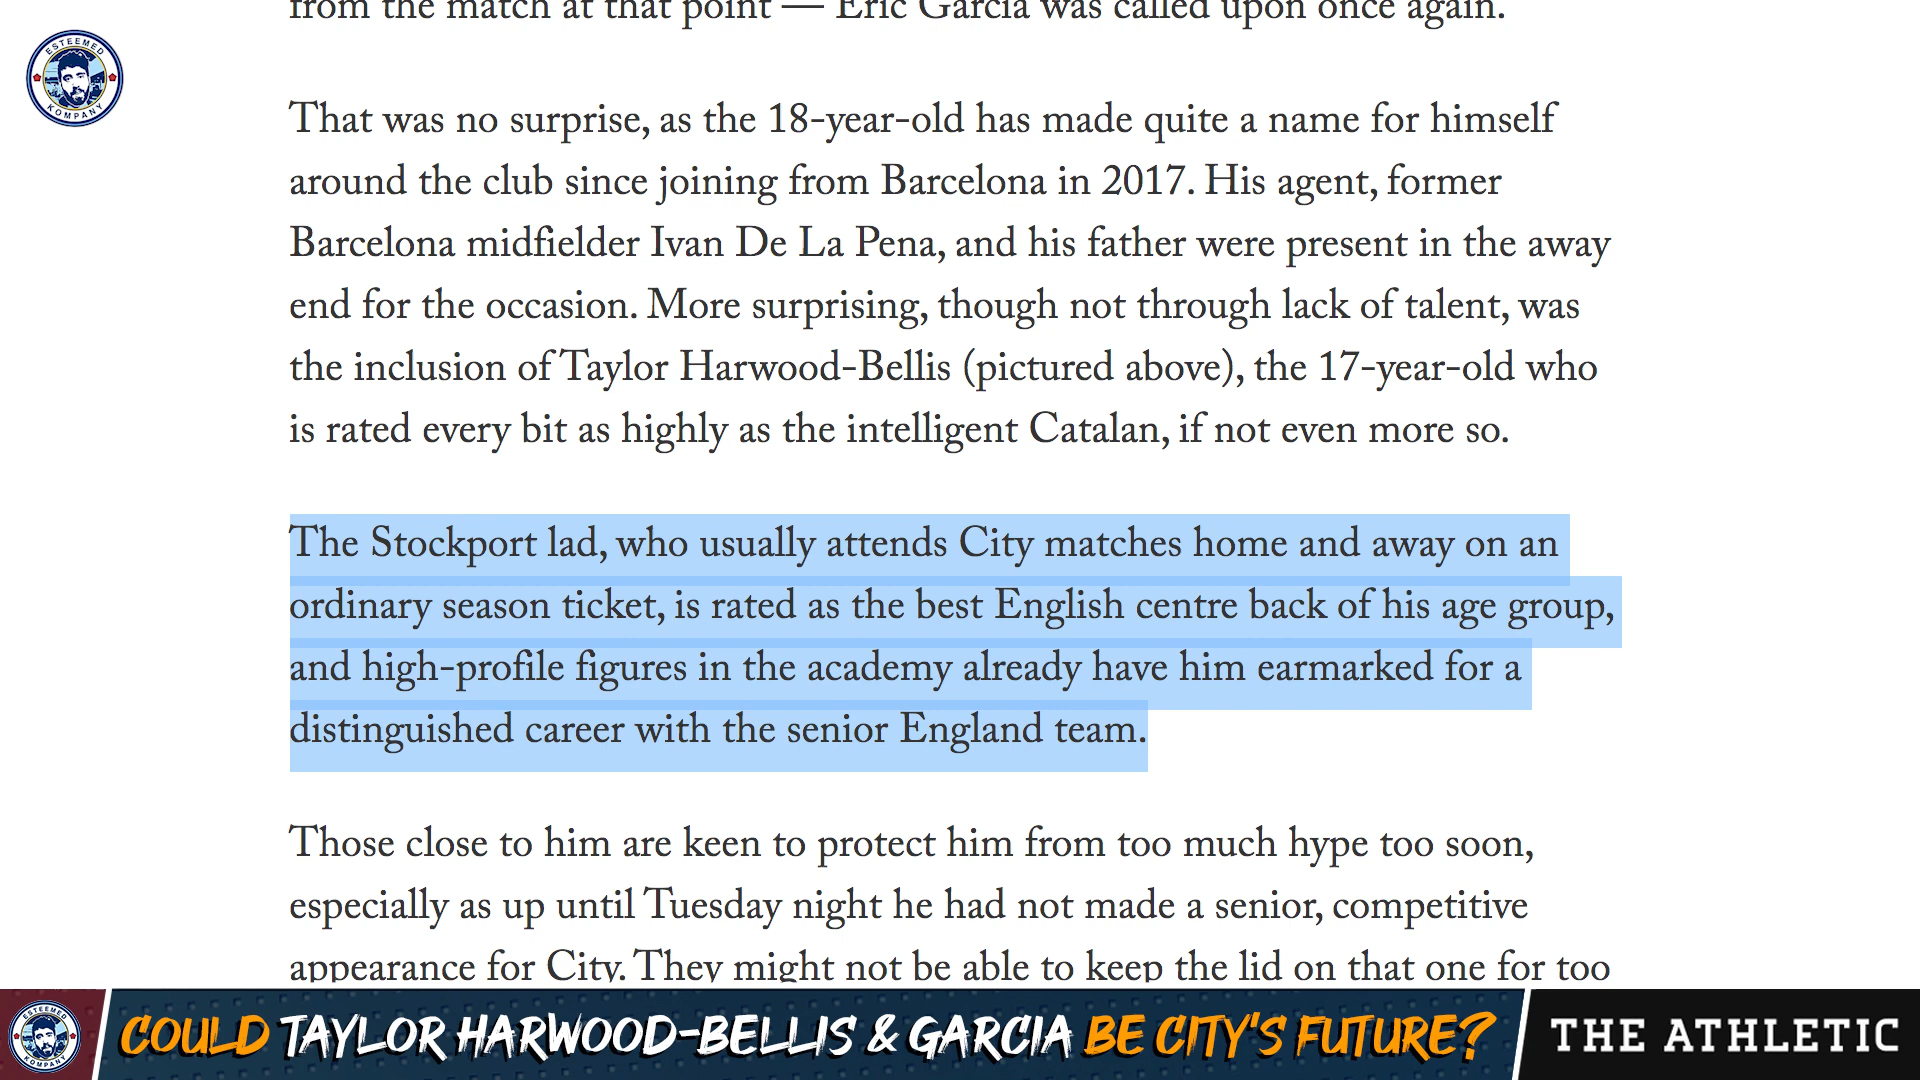 from the match at that point — Eric Garcia was called upon once again.
ESTEEMED
KOMPANY
That was no surprise, as the 18-year-old has made quite a name for himself
around the club since joining from Barcelona in 2017. His agent, former
Barcelona midfielder Ivan De La Pena, and his father were present in the away
end for the occasion. More surprising, though not through lack of talent, was
the inclusion of Taylor Harwood-Bellis (pictured above), the 17-year-old who
is rated every bit as highly as the intelligent Catalan, if not even more so.
The Stockport lad, who usually attends City matches home and away on an
ordinary season ticket, is rated as the best English centre back of his age group,
and high-profile figures in the academy already have him earmarked for a
distinguished career with the senior England team.
Those close to him are keen to protect him from too much hype too soon,
especially as up until Tuesday night he had not made a senior, competitive
appearance for City. They might not be able to keep the lid on that one for too
ESTEEMED
KOMPANY
COULD TAYLOR HARWOOD-BELLIS & GARCIA BE CITY'S FUTURE?
THE ATHLETIC